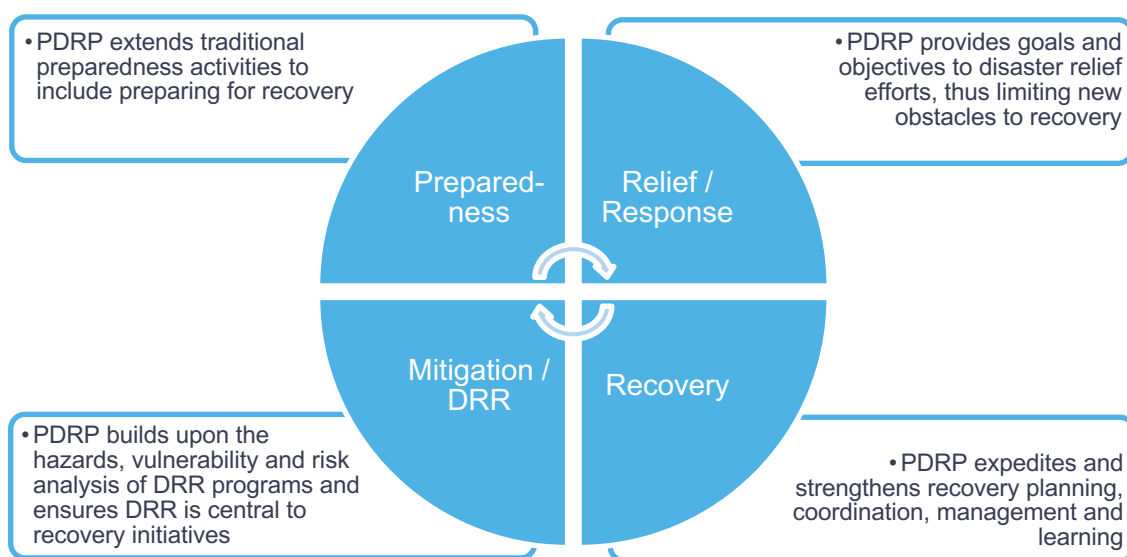 •PDRP extends traditional
preparedness activities to
include preparing for recovery
•PDRP provides goals and
objectives to disaster relief
efforts, thus limiting new
obstacles to recovery
Prepared-
ness
Relief /
Response
Mitigation /
DRR
Recovery
•PDRP builds upon the
hazards, vulnerability and risk
analysis of DRR programs and
ensures DRR is central to
recovery initiatives
•PDRP expedites and
strengthens recovery planning,
coordination, management and
learning